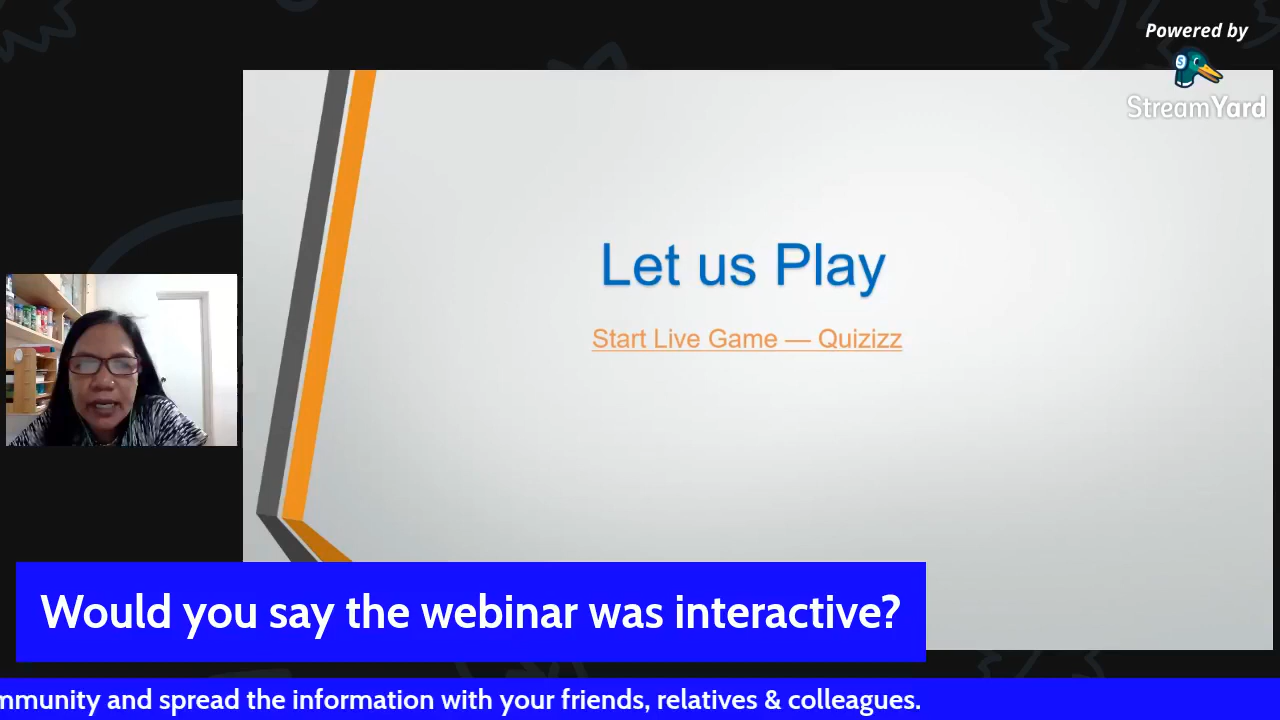 Powered by
StreamYard
Let us Play
Start Live Game — Quizizz
Would you say the webinar was interactive?
mmunity and spread the information with your friends, relatives & colleagues.